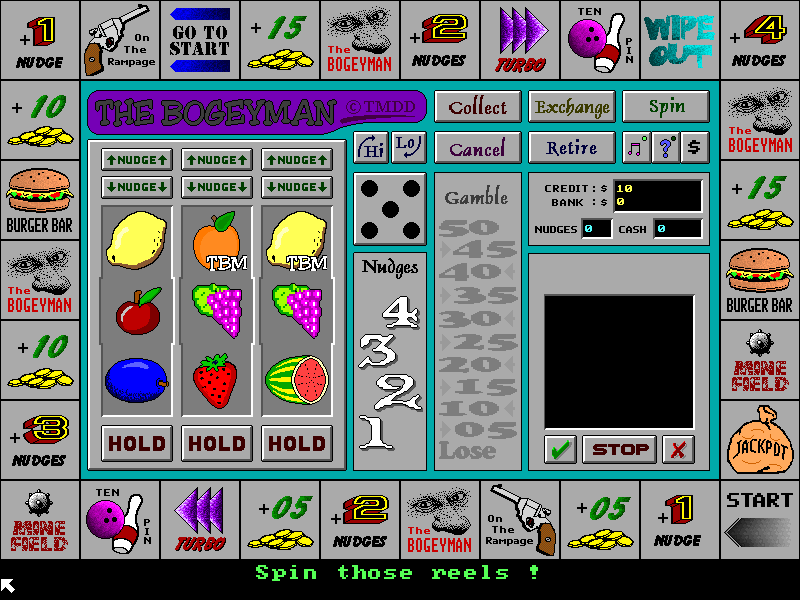 +1 NUDGE
On The Rampage
GO TO START
+ 15
The BOGEYMAN
+2 NUDGES
TURBO
TEN PIN
WIPE OUT
+4 NUDGES
+ 10
THE BOGEYMAN ©TMDD
Collect
Exchange
Spin
The BOGEYMAN
Hi
Lo
Cancel
Retire
?
$
NUDGE
NUDGE
NUDGE
NUDGE
NUDGE
NUDGE
BURGER BAR
Gamble
CREDIT : $ 10
BANK : $ 0
NUDGES 0 CASH 0
+ 15
TBM
TBM
Nudges
4
3
2
1
50
45
40
35
30
25
20
15
10
05
Lose
The BOGEYMAN
BURGER BAR
+ 10
MINE FIELD
+3 NUDGES
HOLD
HOLD
HOLD
STOP
JACKPOT
MINE FIELD
TEN PIN
TURBO
+ 05
+2 NUDGES
The BOGEYMAN
On The Rampage
+ 05
+1 NUDGE
START
Spin those reels !